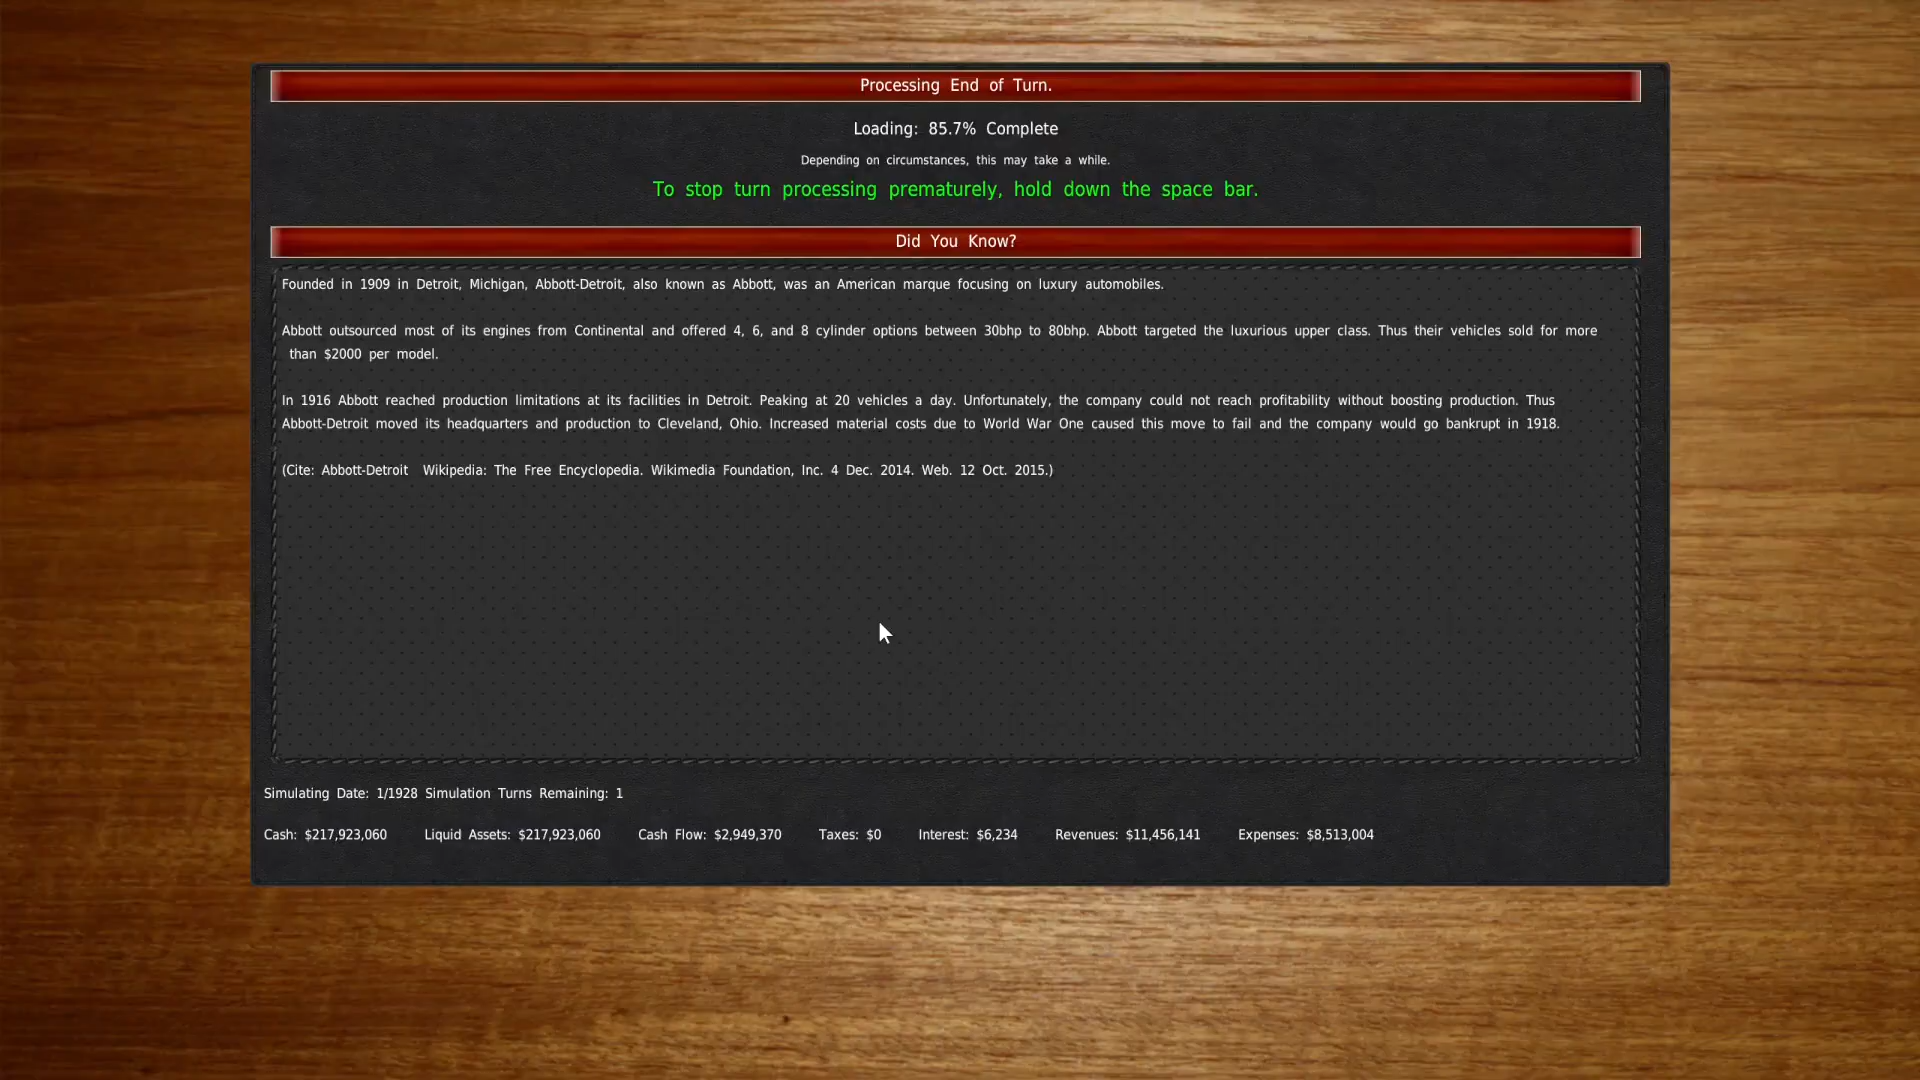 Processing End of Turn.
Loading: 85.7% Complete
Depending on circumstances, this may take a while.
To stop turn processing prematurely, hold down the space bar.
Did You Know?
Founded in 1909 in Detroit, Michigan, Abbott-Detroit, also known as Abbott, was an American marque focusing on luxury automobiles.
Abbott outsourced most of its engines from Continental and offered 4, 6, and 8 cylinder options between 30bhp to 80bhp. Abbott targeted the luxurious upper class. Thus their vehicles sold for more
than $2000 per model.
In 1916 Abbott reached production limitations at its facilities in Detroit. Peaking at 20 vehicles a day. Unfortunately, the company could not reach profitability without boosting production. Thus
Abbott-Detroit moved its headquarters and production to Cleveland, Ohio. Increased material costs due to World War One caused this move to fail and the company would go bankrupt in 1918.
(Cite: Abbott-Detroit Wikipedia: The Free Encyclopedia. Wikimedia Foundation, Inc. 4 Dec. 2014. Web. 12 Oct. 2015.)
Simulating Date: 1/1928 Simulation Turns Remaining: 1
Cash: $217,923,060 Liquid Assets: $217,923,060 Cash Flow: $2,949,370 Taxes: $0 Interest: $6,234 Revenues: $11,456,141 Expenses: $8,513,004